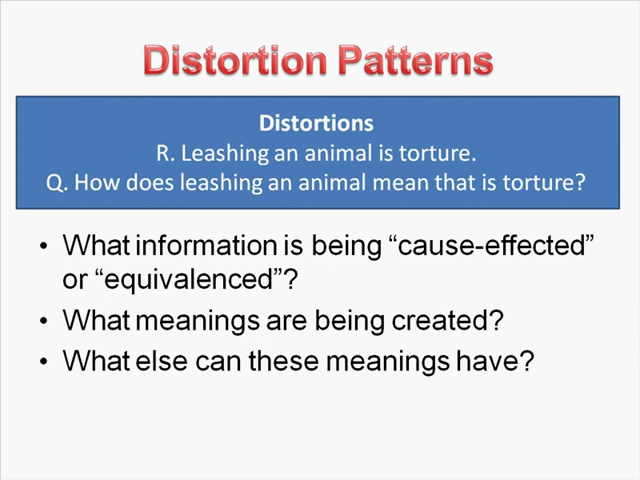 Distortion Patterns
Distortions
R. Leashing an animal is torture.
Q. How does leashing an animal mean that is torture?
• What information is being “cause-effected”
or “equivalenced”?
• What meanings are being created?
• What else can these meanings have?